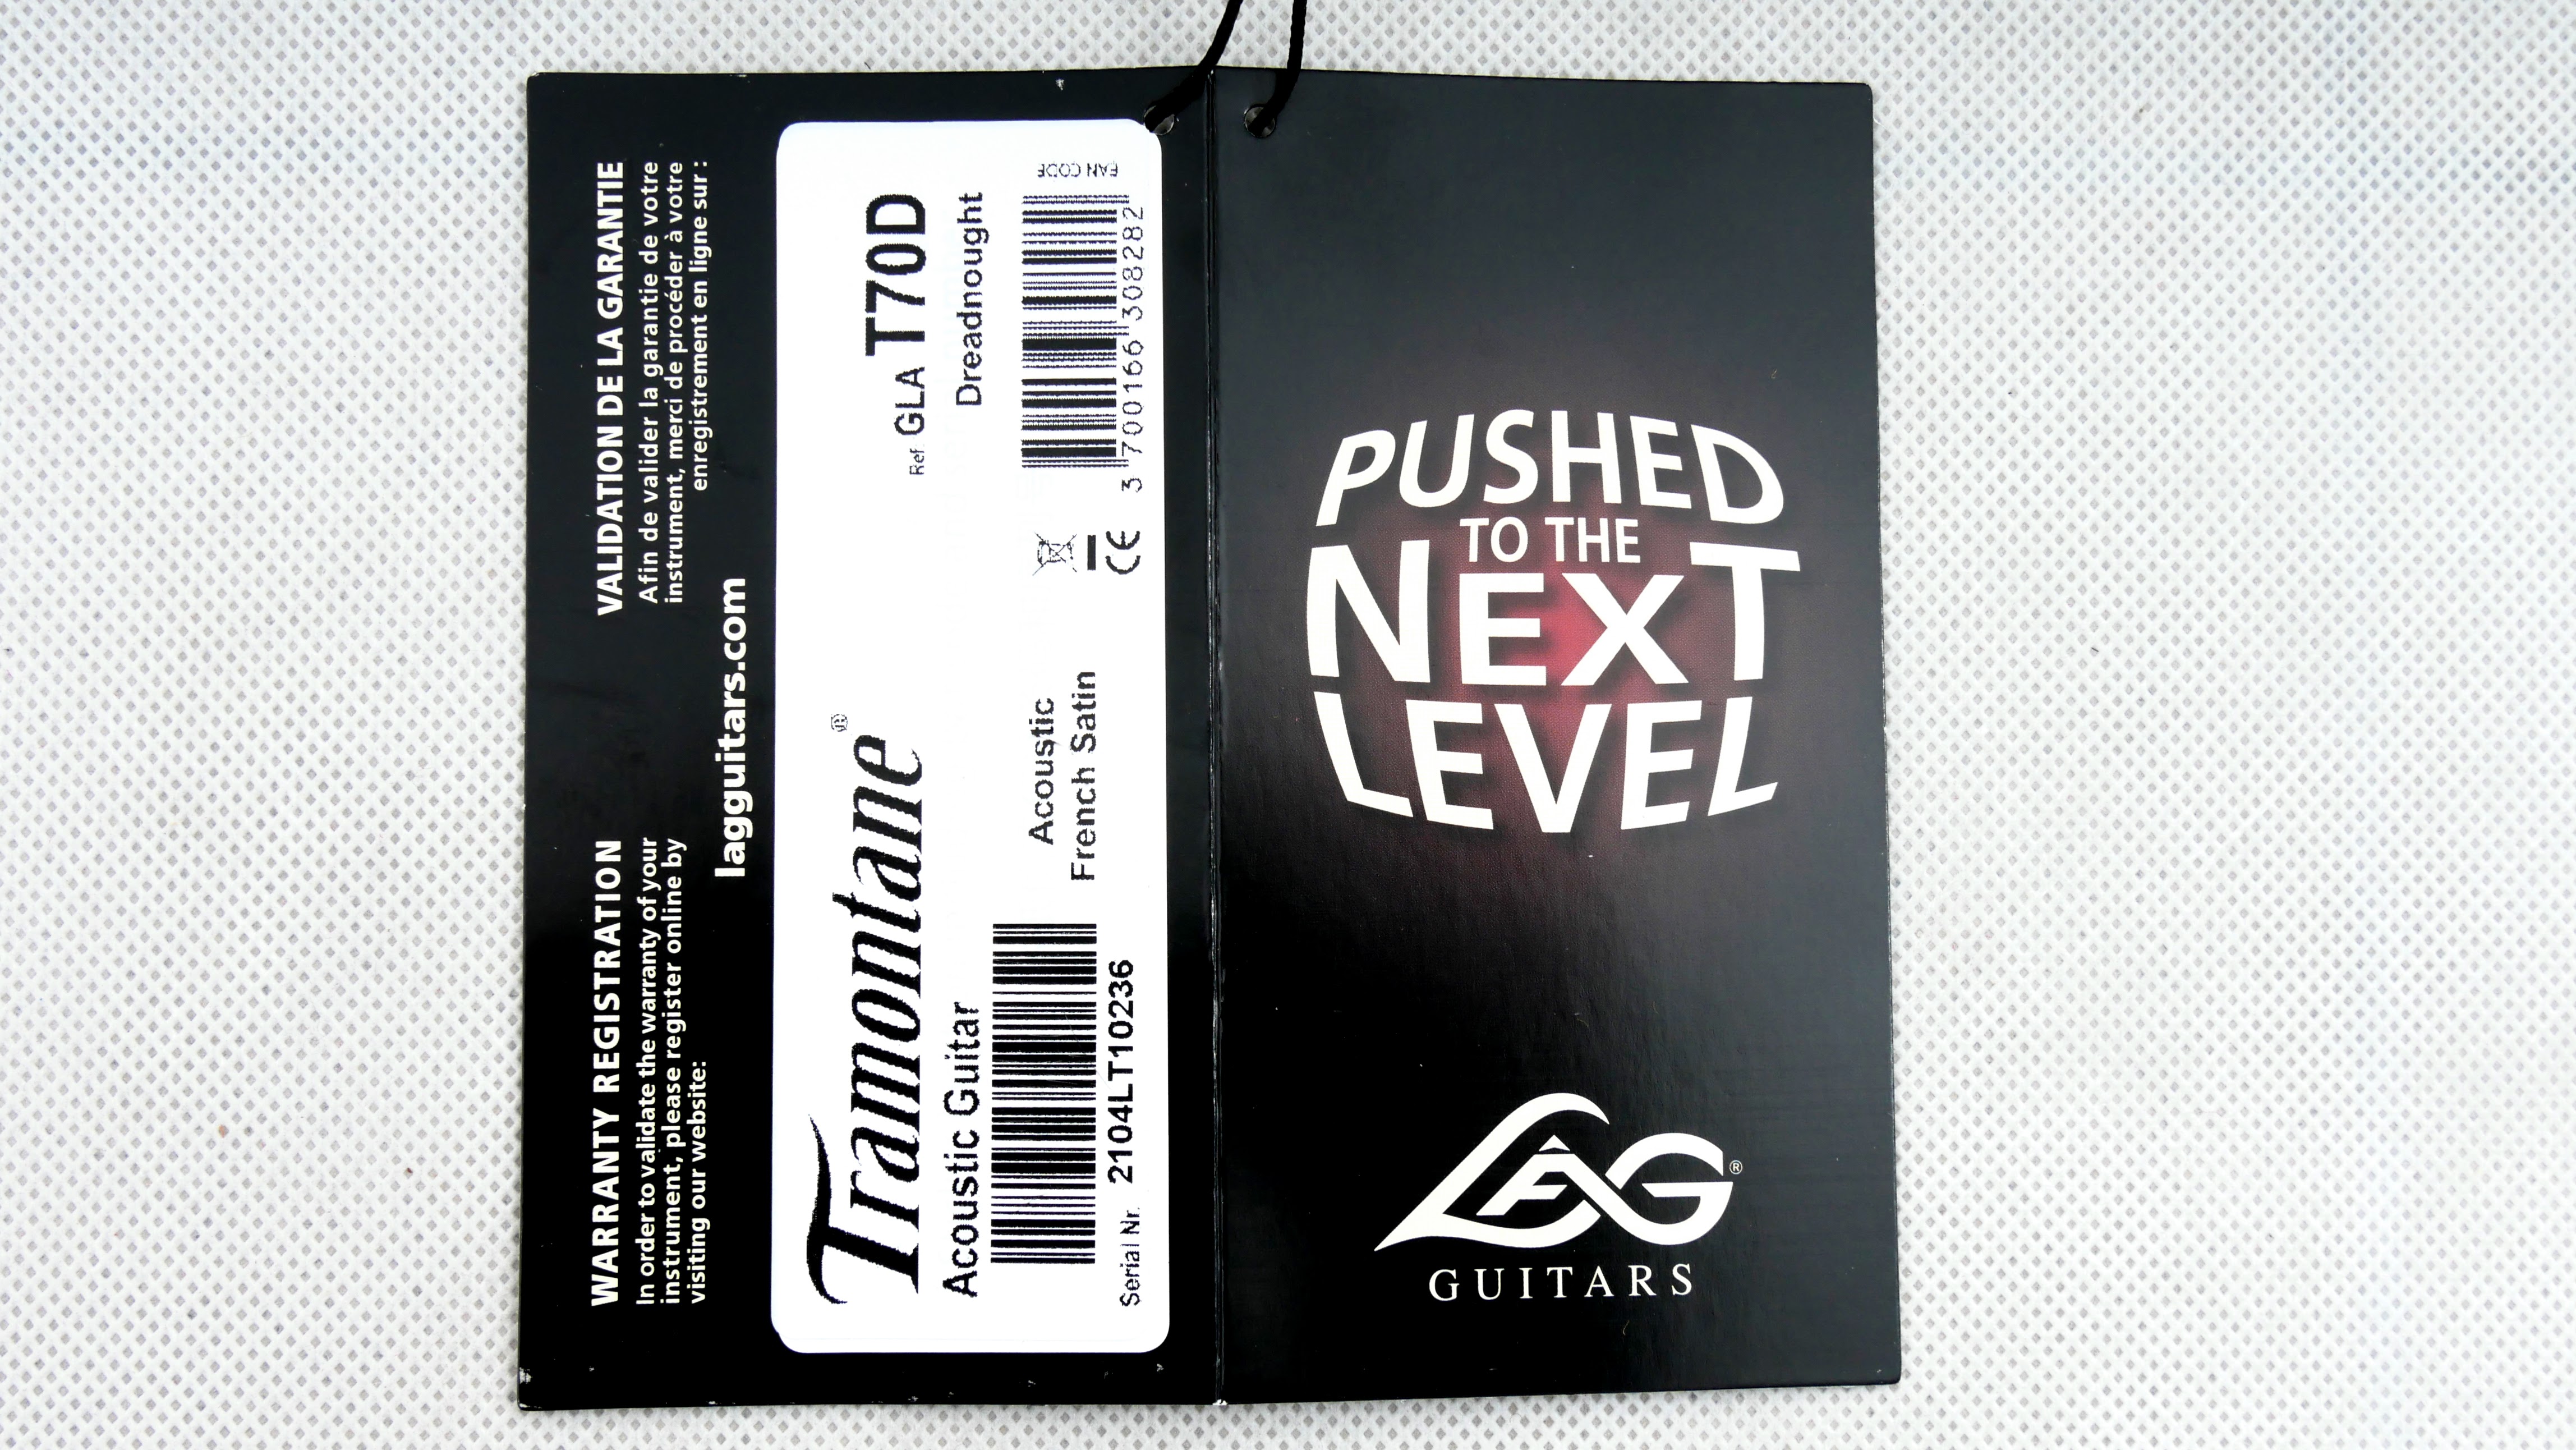 WARRANTY REGISTRATION
In order to validate the warranty of your
instrument, please register online by
visiting our website:
VALIDATION DE LA GARANTIE
Afin de valider la garantie de votre
instrument, merci de procéder à votre
enregistrement en ligne sur :
lagguitars.com
Tramontane®
Acoustic Guitar
Serial Nr. 2104LT10236
Acoustic
French Satin
CE
Ref. GLA T70D
Dreadnought
EAN CODE
3 700166 308282
PUSHED
TO THE
NEXT
LEVEL
LÂG®
GUITARS